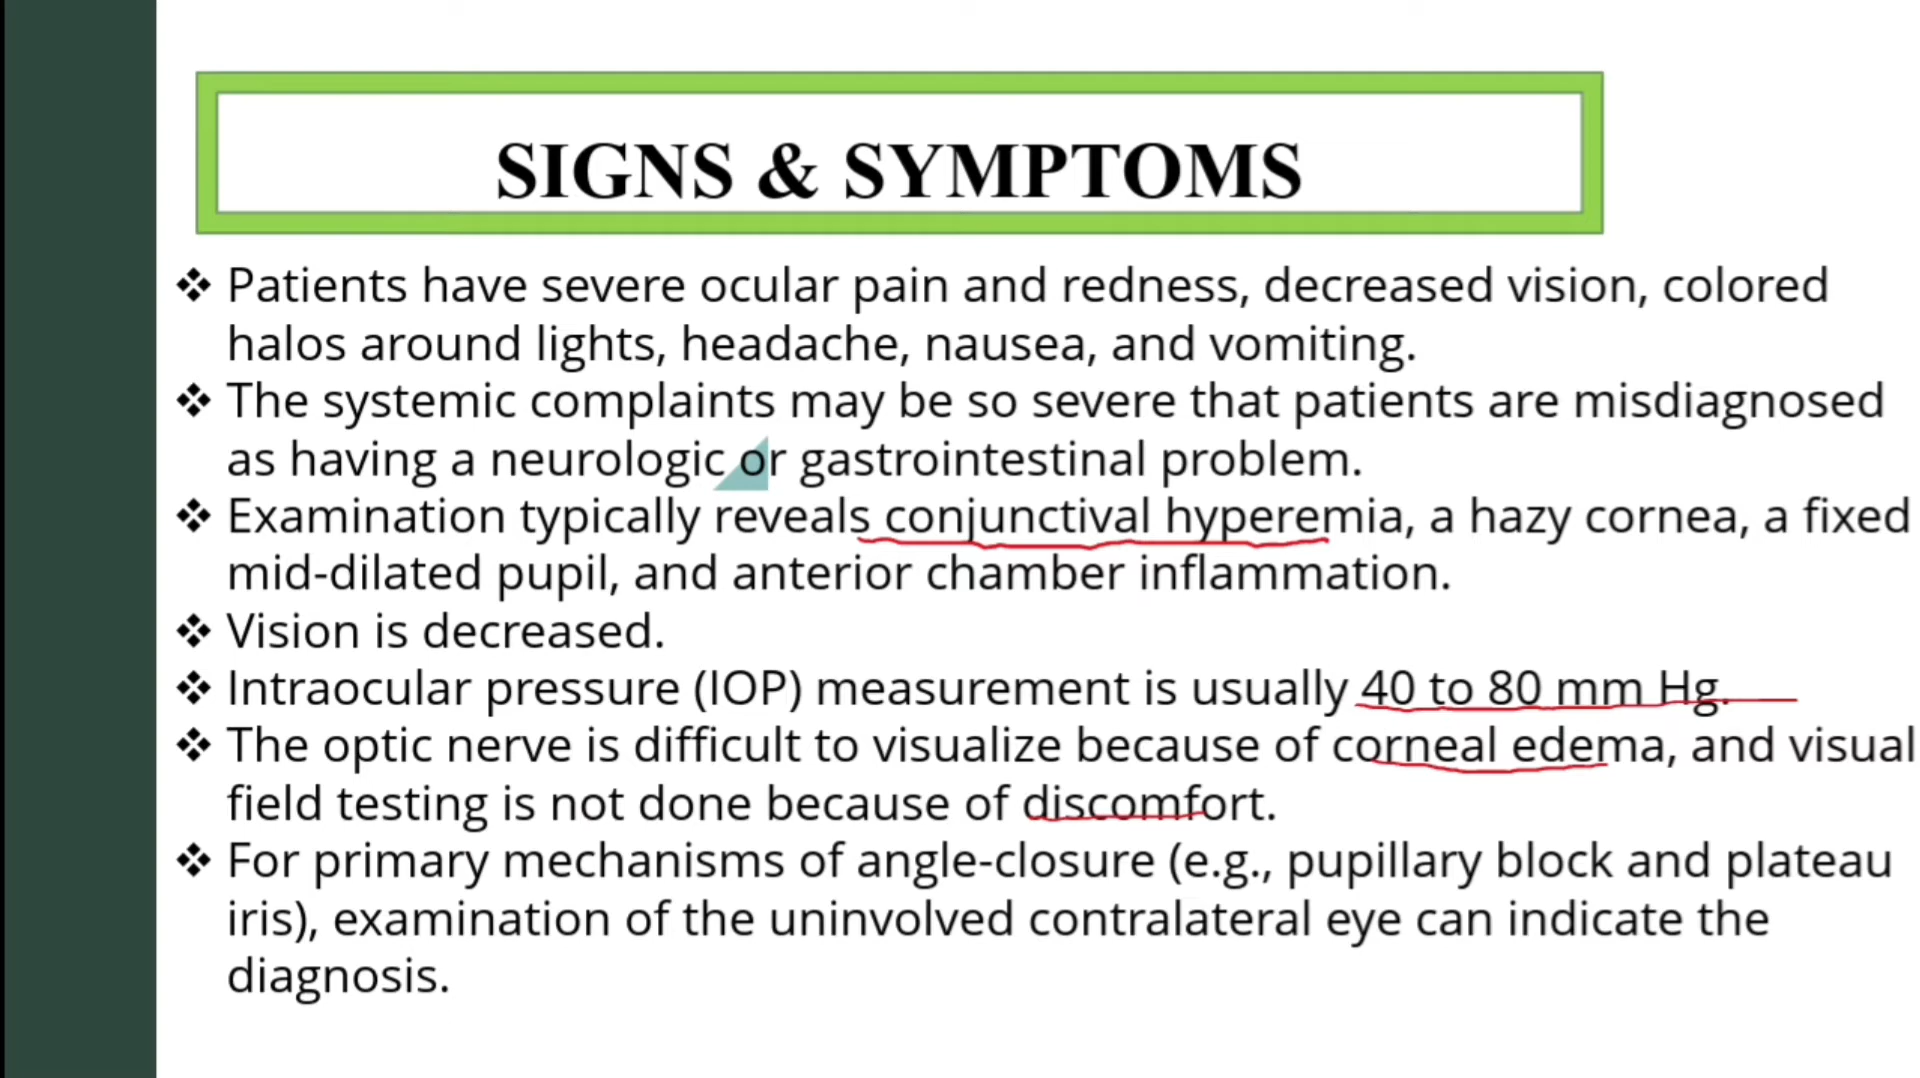 SIGNS & SYMPTOMS
❖ Patients have severe ocular pain and redness, decreased vision, colored
halos around lights, headache, nausea, and vomiting.
❖ The systemic complaints may be so severe that patients are misdiagnosed
as having a neurologic or gastrointestinal problem.
❖ Examination typically reveals conjunctival hyperemia, a hazy cornea, a fixed
mid-dilated pupil, and anterior chamber inflammation.
❖ Vision is decreased.
❖ Intraocular pressure (IOP) measurement is usually 40 to 80 mm Hg.
❖ The optic nerve is difficult to visualize because of corneal edema, and visual
field testing is not done because of discomfort.
❖ For primary mechanisms of angle-closure (e.g., pupillary block and plateau
iris), examination of the uninvolved contralateral eye can indicate the
diagnosis.